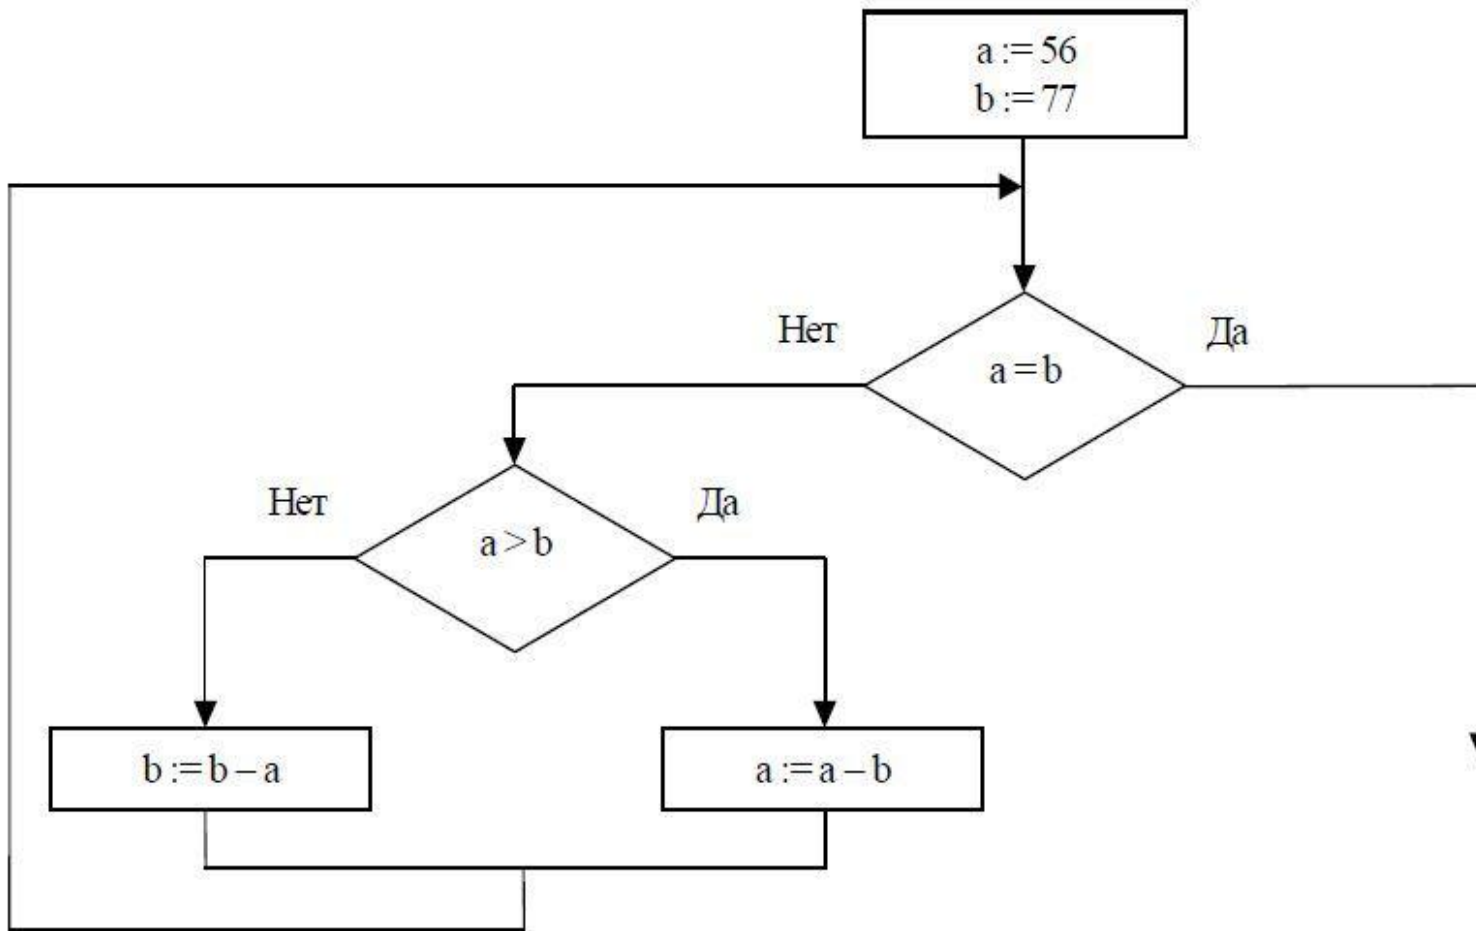 a := 56
b := 77
Нет
Да
a = b
Нет
Да
a > b
b := b – a
a := a – b